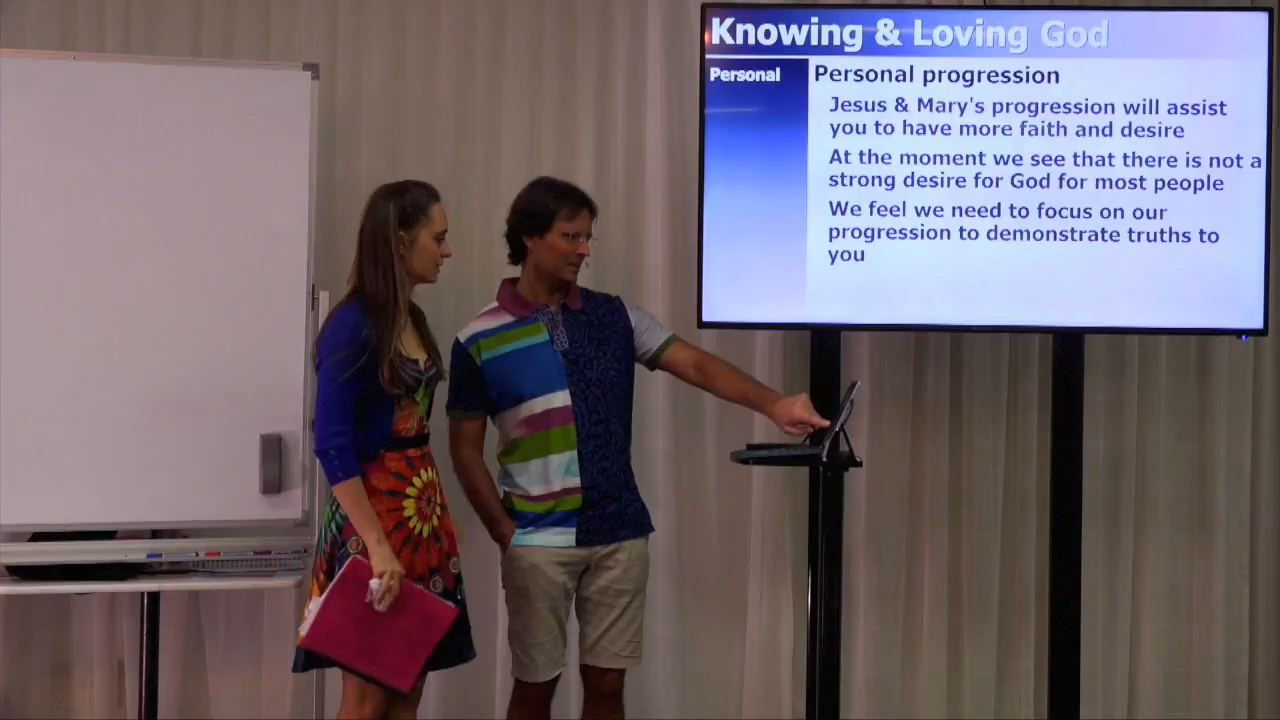 Knowing & Loving God
Personal
Personal progression
Jesus & Mary's progression will assist
you to have more faith and desire
At the moment we see that there is not a
strong desire for God for most people
We feel we need to focus on our
progression to demonstrate truths to
you